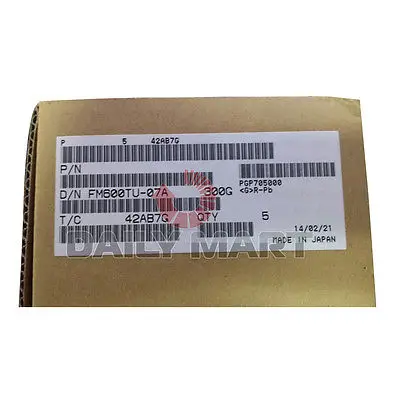 P 5 42AB7G
P/N
PGP705000
D/N FM600TU-07A 300G <G>R-Pb
T/C 42AB7G QTY 5
14/02/21
DAILY MART
MADE IN JAPAN